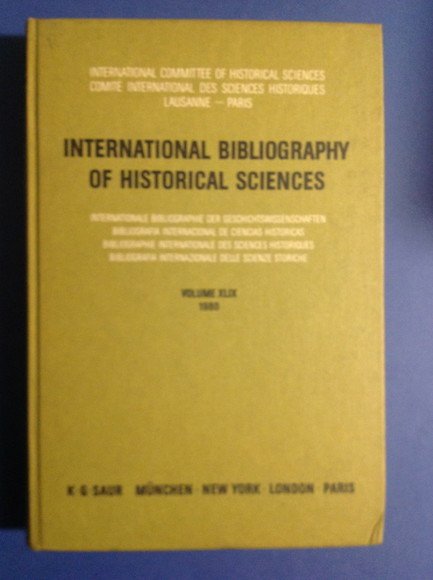 INTERNATIONAL COMMITTEE OF HISTORICAL SCIENCES
COMITÉ INTERNATIONAL DES SCIENCES HISTORIQUES
LAUSANNE — PARIS
INTERNATIONAL BIBLIOGRAPHY
OF HISTORICAL SCIENCES
INTERNATIONALE BIBLIOGRAPHIE DER GESCHICHTSWISSENSCHAFTEN
BIBLIOGRAFIA INTERNACIONAL DE CIENCIAS HISTORICAS
BIBLIOGRAPHIE INTERNATIONALE DES SCIENCES HISTORIQUES
BIBLIOGRAFIA INTERNAZIONALE DELLE SCIENZE STORICHE
VOLUME XLIX
1980
K·G·SAUR MÜNCHEN·NEW YORK·LONDON·PARIS